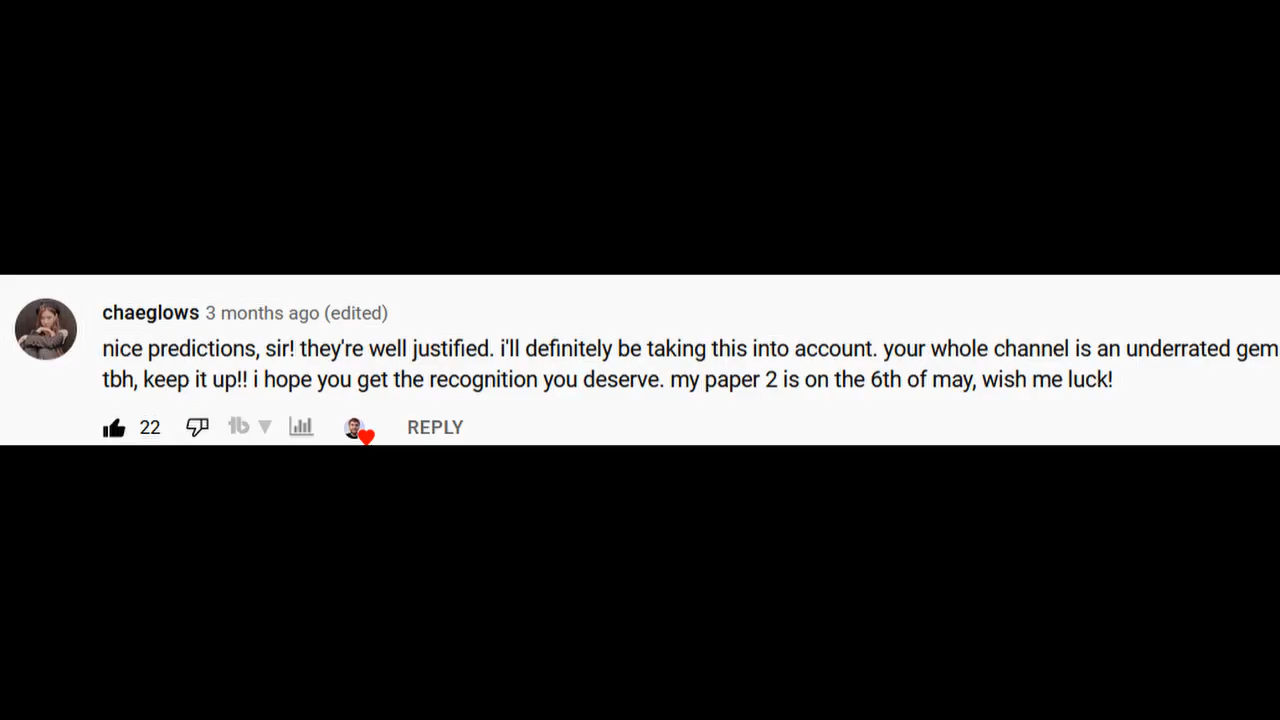 chaeglows 3 months ago (edited)
nice predictions, sir! they're well justified. i'll definitely be taking this into account. your whole channel is an underrated gem
tbh, keep it up!! i hope you get the recognition you deserve. my paper 2 is on the 6th of may, wish me luck!
22 tb REPLY